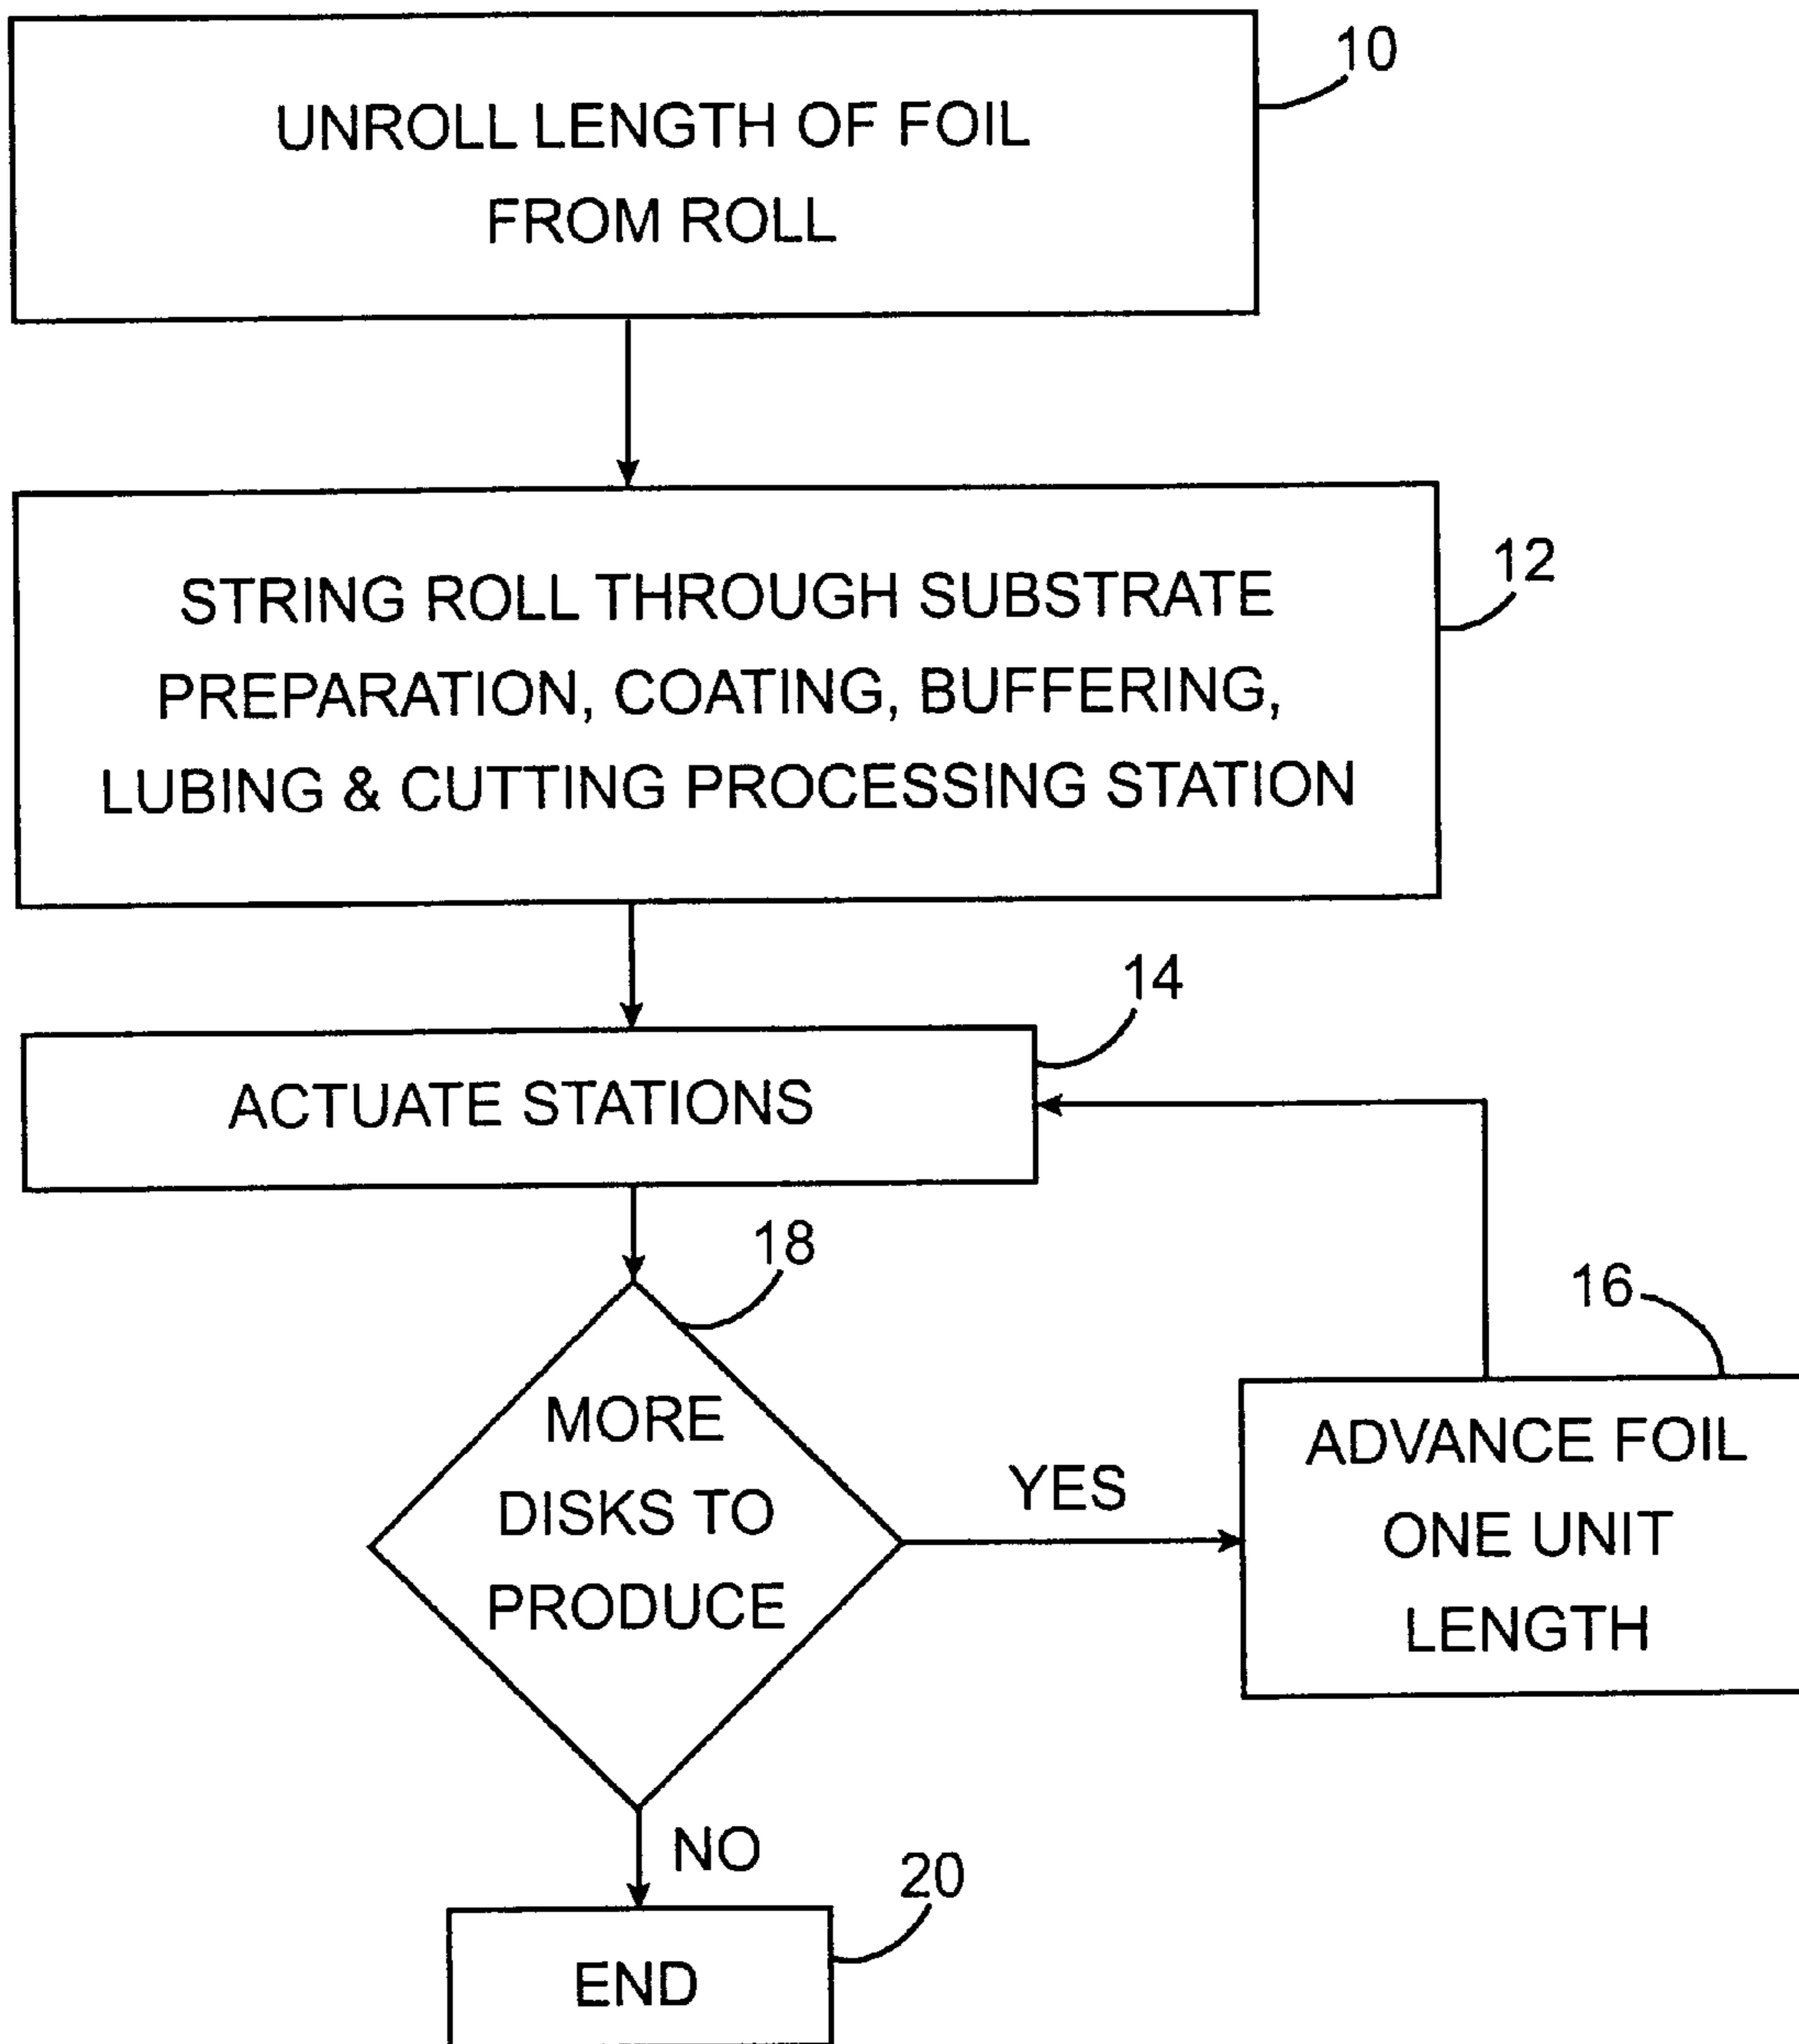 10
UNROLL LENGTH OF FOIL
FROM ROLL
12
STRING ROLL THROUGH SUBSTRATE
PREPARATION, COATING, BUFFERING,
LUBING & CUTTING PROCESSING STATION
14
ACTUATE STATIONS
18
MORE
DISKS TO
PRODUCE
YES
16
ADVANCE FOIL
ONE UNIT
LENGTH
NO
20
END